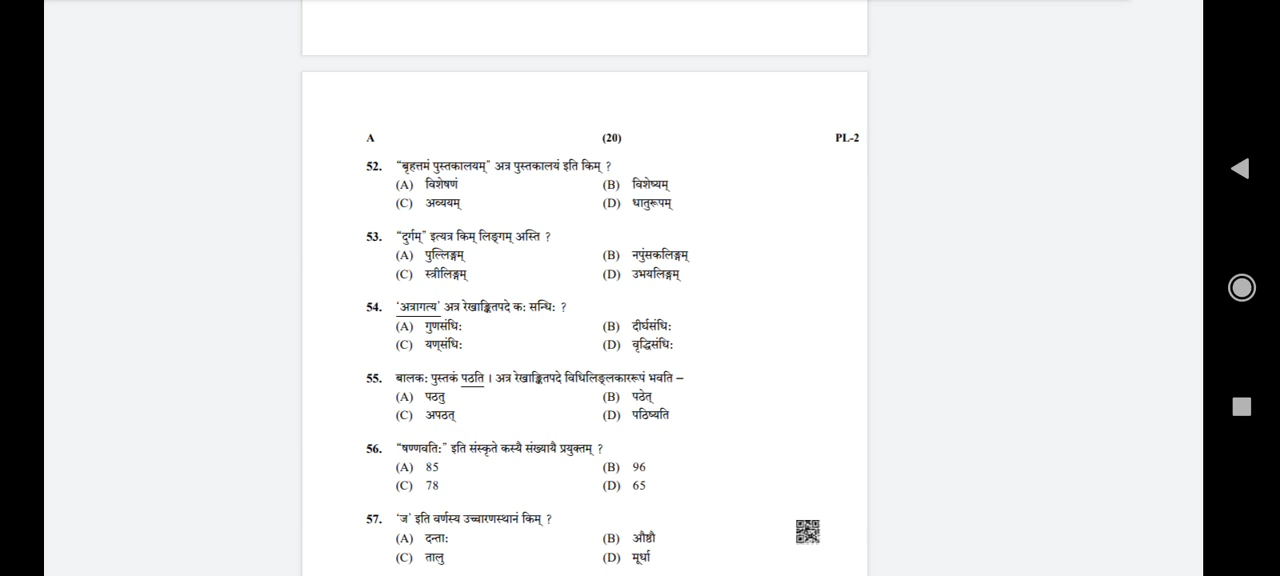 A (20) PL-2
52. "बृहत्तमं पुस्तकालयम्" अत्र पुस्तकालयं इति किम् ?
(A) विशेषणं (B) विशेष्यम्
(C) अव्ययम् (D) धातुरूपम्
53. "दुर्गम्" इत्यत्र किम् लिङ्गम् अस्ति ?
(A) पुल्लिङ्गम् (B) नपुंसकलिङ्गम्
(C) स्त्रीलिङ्गम् (D) उभयलिङ्गम्
54. 'अत्रागत्य' अत्र रेखाङ्कितपदे कः सन्धिः ?
(A) गुणसंधिः (B) दीर्घसंधिः
(C) यण्संधिः (D) वृद्धिसंधिः
55. बालकः पुस्तकं पठति । अत्र रेखाङ्कितपदे विधिलिङ्लकाररूपं भवति –
(A) पठतु (B) पठेत्
(C) अपठत् (D) पठिष्यति
56. "षण्णवतिः" इति संस्कृते कस्यै संख्यायै प्रयुक्तम् ?
(A) 85 (B) 96
(C) 78 (D) 65
57. 'ज' इति वर्णस्य उच्चारणस्थानं किम् ?
(A) दन्ताः (B) औष्ठौ
(C) तालु (D) मूर्धा